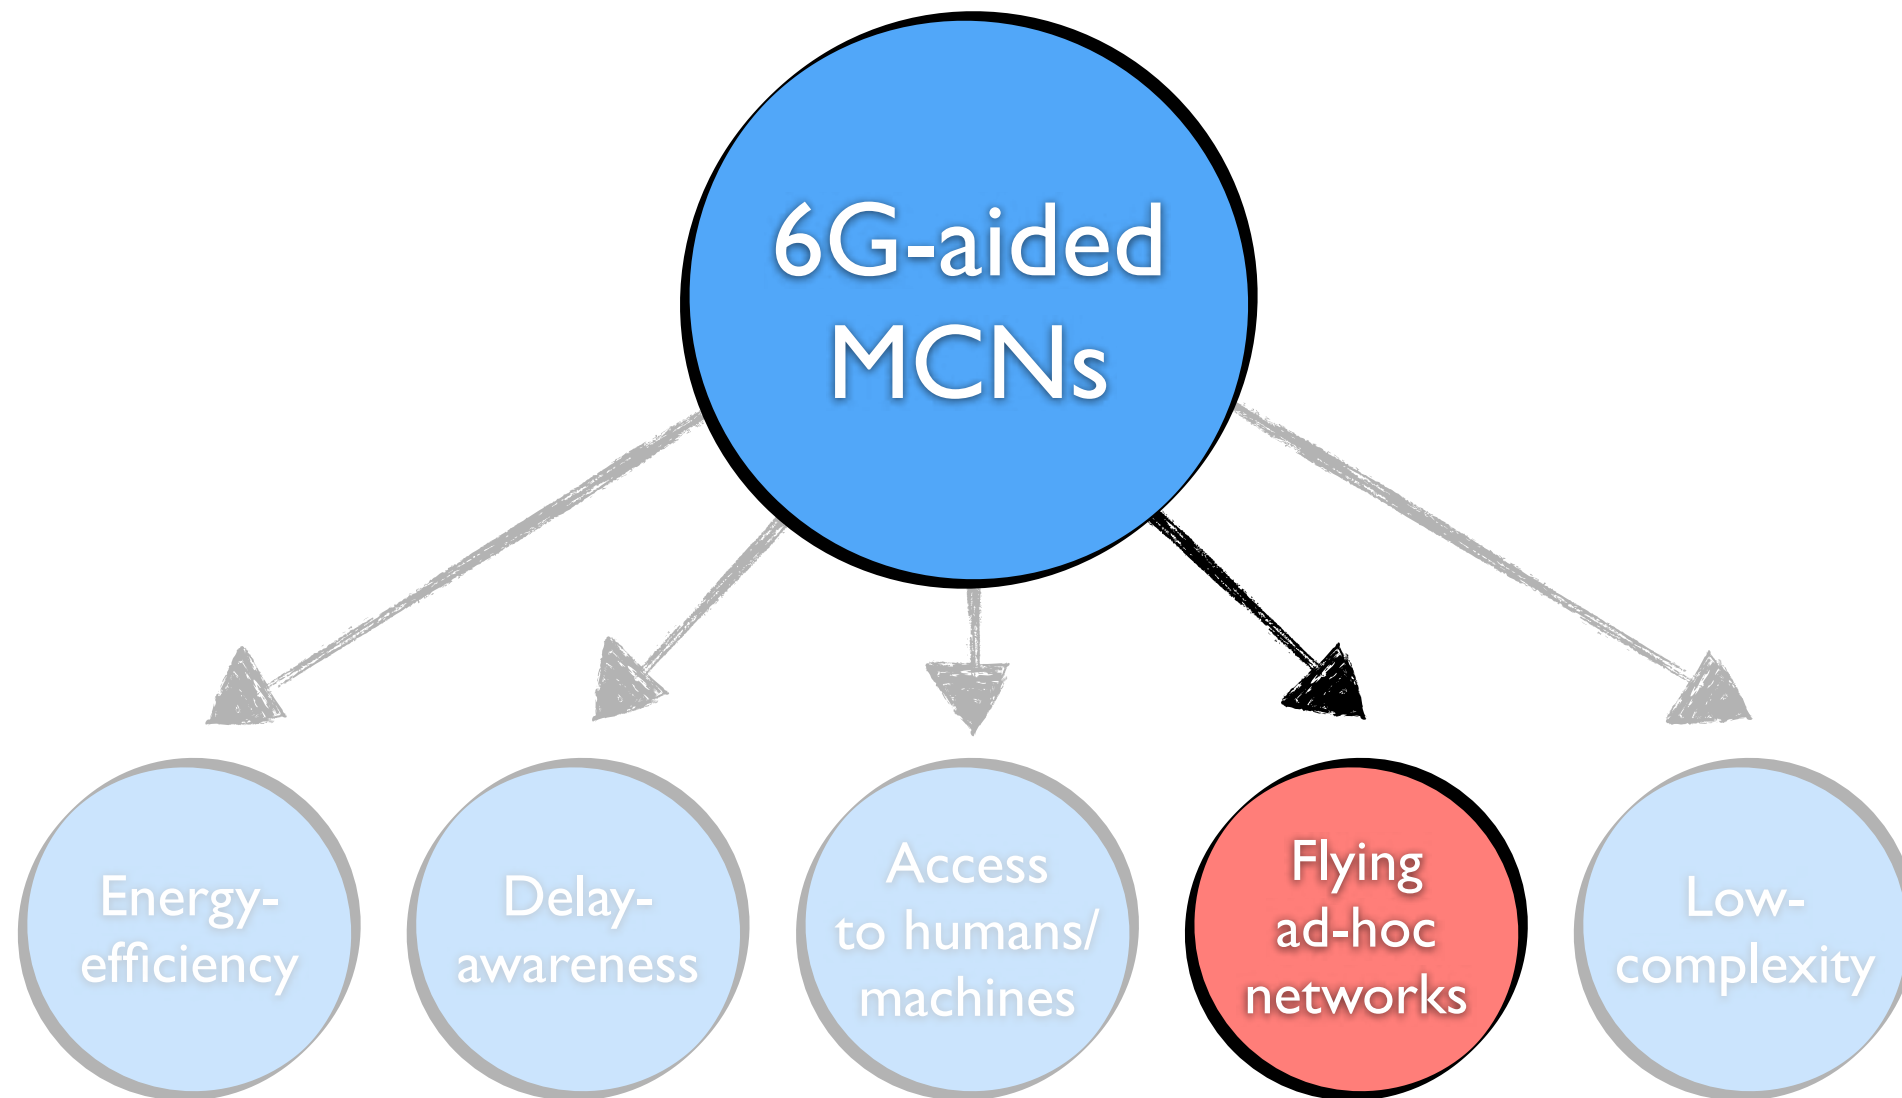 6G-aided
MCNs
Energy-
efficiency
Delay-
awareness
Access
to humans/
machines
Flying
ad-hoc
networks
Low-
complexity